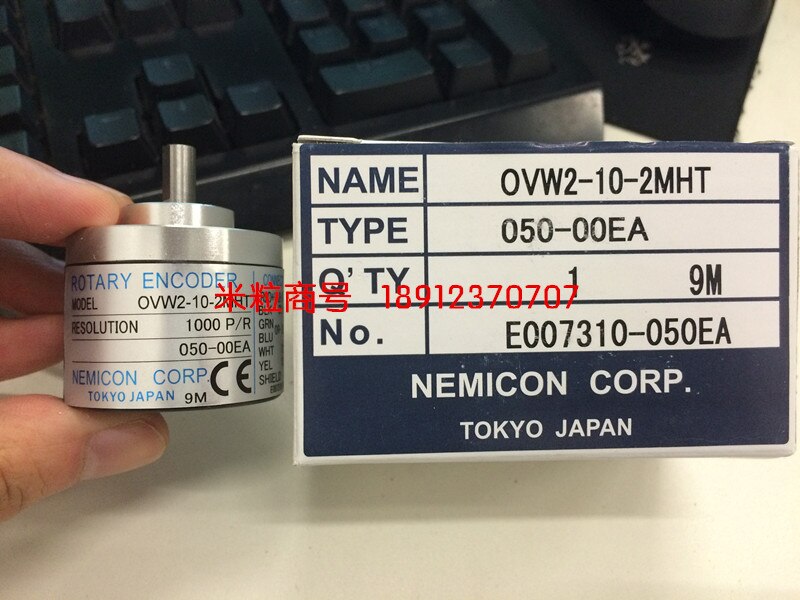 ROTARY ENCODER
MODEL OVW2-10-2MHT
RESOLUTION 1000 P/R
050-00EA
NEMICON CORP. CE
TOKYO JAPAN 9M
GRN
BLU
WHT
YEL
SHIELD
NAME OVW2-10-2MHT
TYPE 050-00EA
Q'TY 1 9M
No. E007310-050EA
NEMICON CORP.
TOKYO JAPAN
米粒商号 18912370707